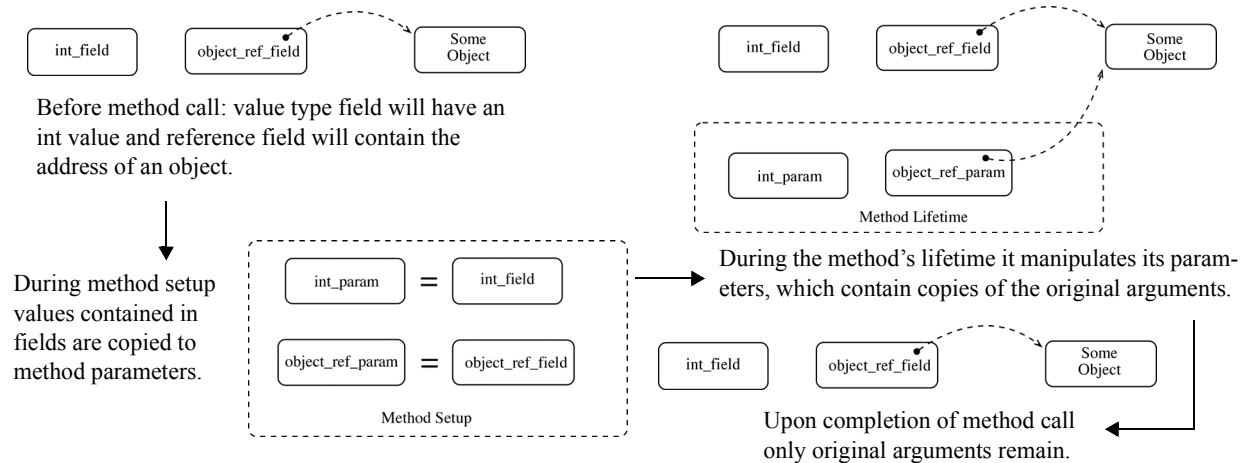 int_field
object_ref_field
Some
Object
Before method call: value type field will have an
int value and reference field will contain the
address of an object.
During method setup
values contained in
fields are copied to
method parameters.
int_param
=
int_field
object_ref_param
=
object_ref_field
Method Setup
int_field
object_ref_field
Some
Object
int_param
object_ref_param
Method Lifetime
During the method’s lifetime it manipulates its param-
eters, which contain copies of the original arguments.
int_field
object_ref_field
Some
Object
Upon completion of method call
only original arguments remain.